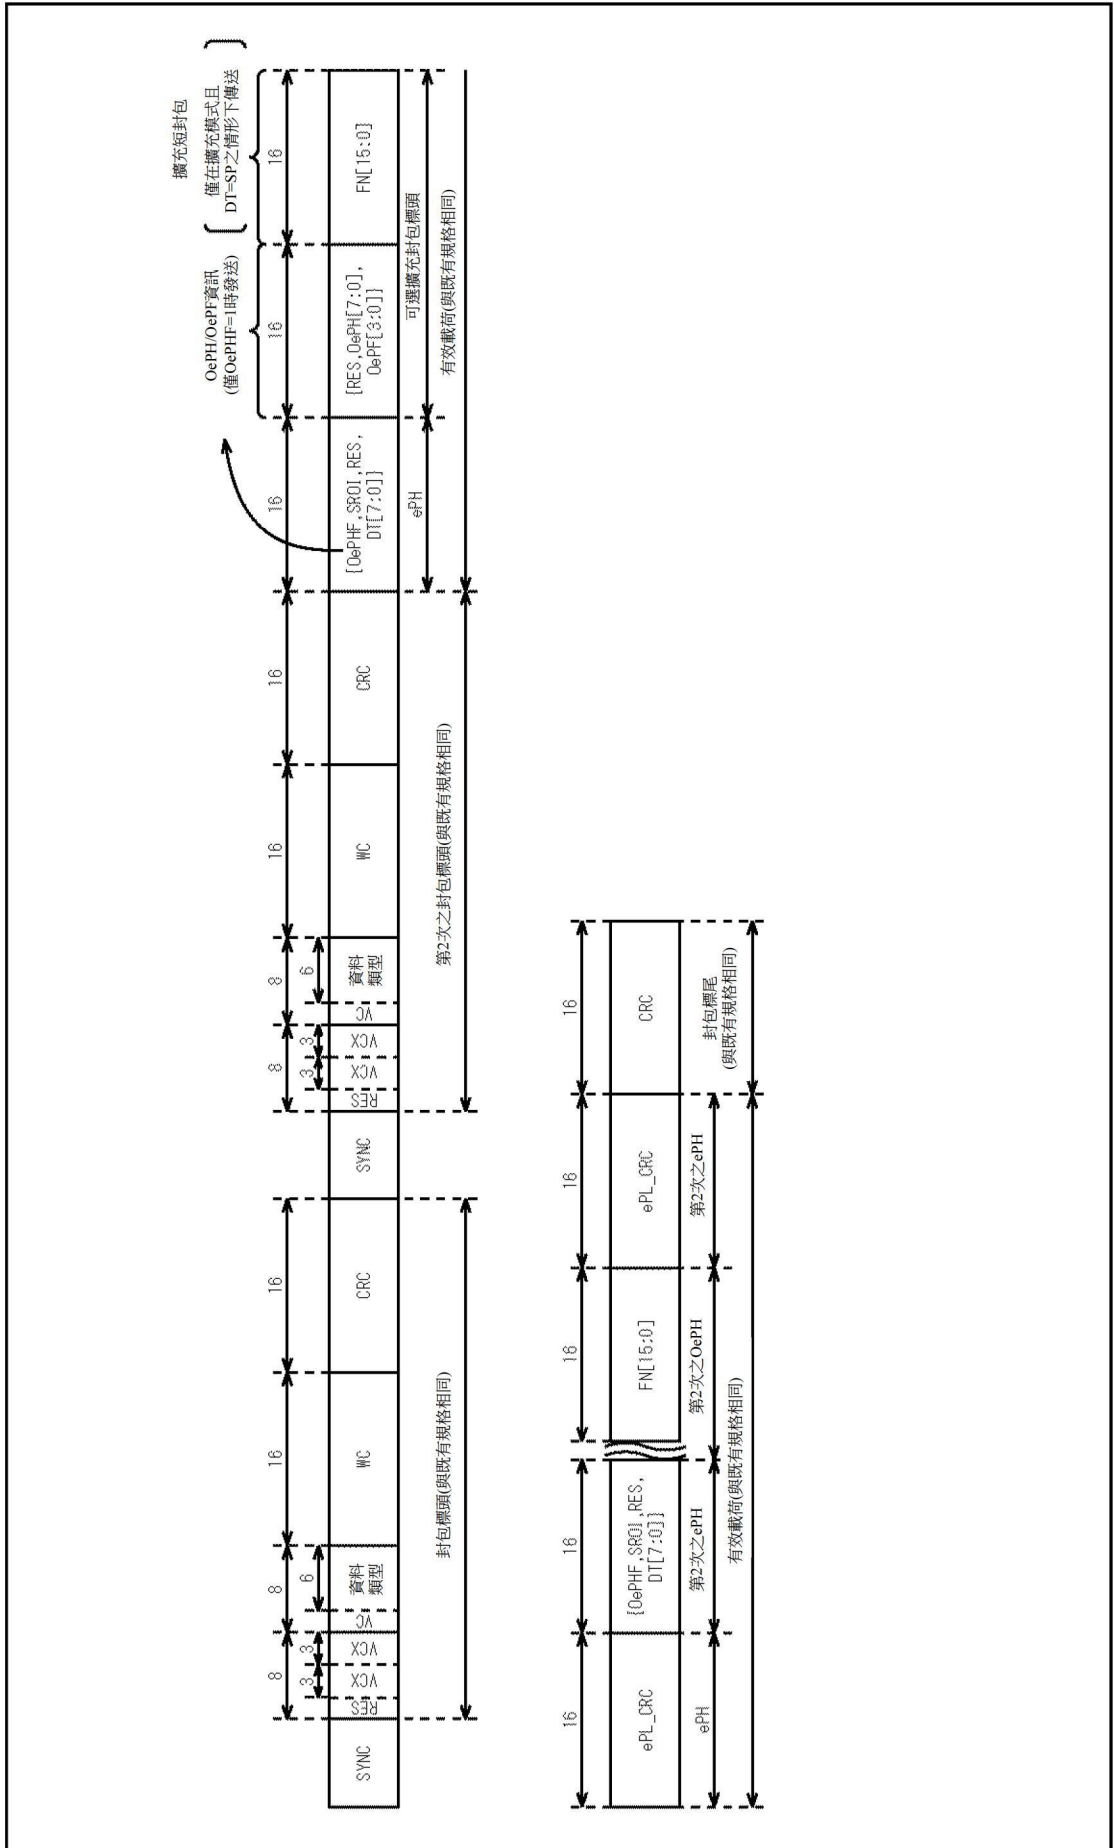 擴充短封包
OePH/OePF資訊
(僅OePHF=1時發送)
僅在擴充模式且
DT=SP之情形下傳送
8
8
16
16
8
8
16
16
16
16
16
3
3
6
3
3
6
SYNC
RES
VCX
VCX
VC
資料
類型
WC
CRC
SYNC
RES
VCX
VCX
VC
資料
類型
WC
CRC
{OePHF,SROI,RES,
DT[7:0]}
{RES,OePH[7:0],
OePF[3:0]}
FN[15:0]
ePH
可選擴充封包標頭
封包標頭(與既有規格相同)
第2次之封包標頭(與既有規格相同)
有效載荷(與既有規格相同)
16
16
16
16
16
ePL_CRC
{OePHF,SROI,RES,
DT[7:0]}
FN[15:0]
ePL_CRC
CRC
ePH
第2次之ePH
第2次之OePH
第2次之ePH
封包標尾
(與既有規格相同)
有效載荷(與既有規格相同)